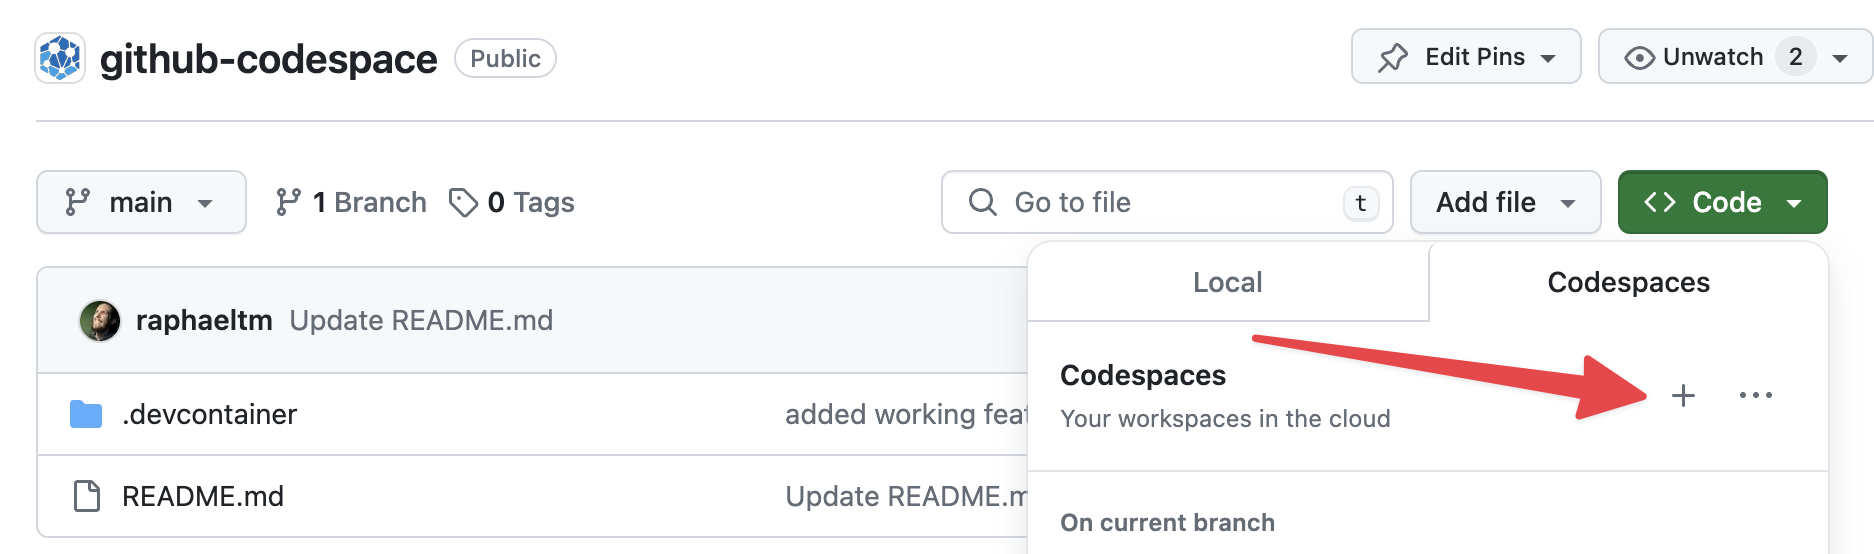 github-codespace Public Edit Pins Unwatch 2
main 1 Branch 0 Tags Go to file t Add file <> Code
Local Codespaces
raphaeltm Update README.md
Codespaces
Your workspaces in the cloud
.devcontainer added working
README.md Update
On current branch